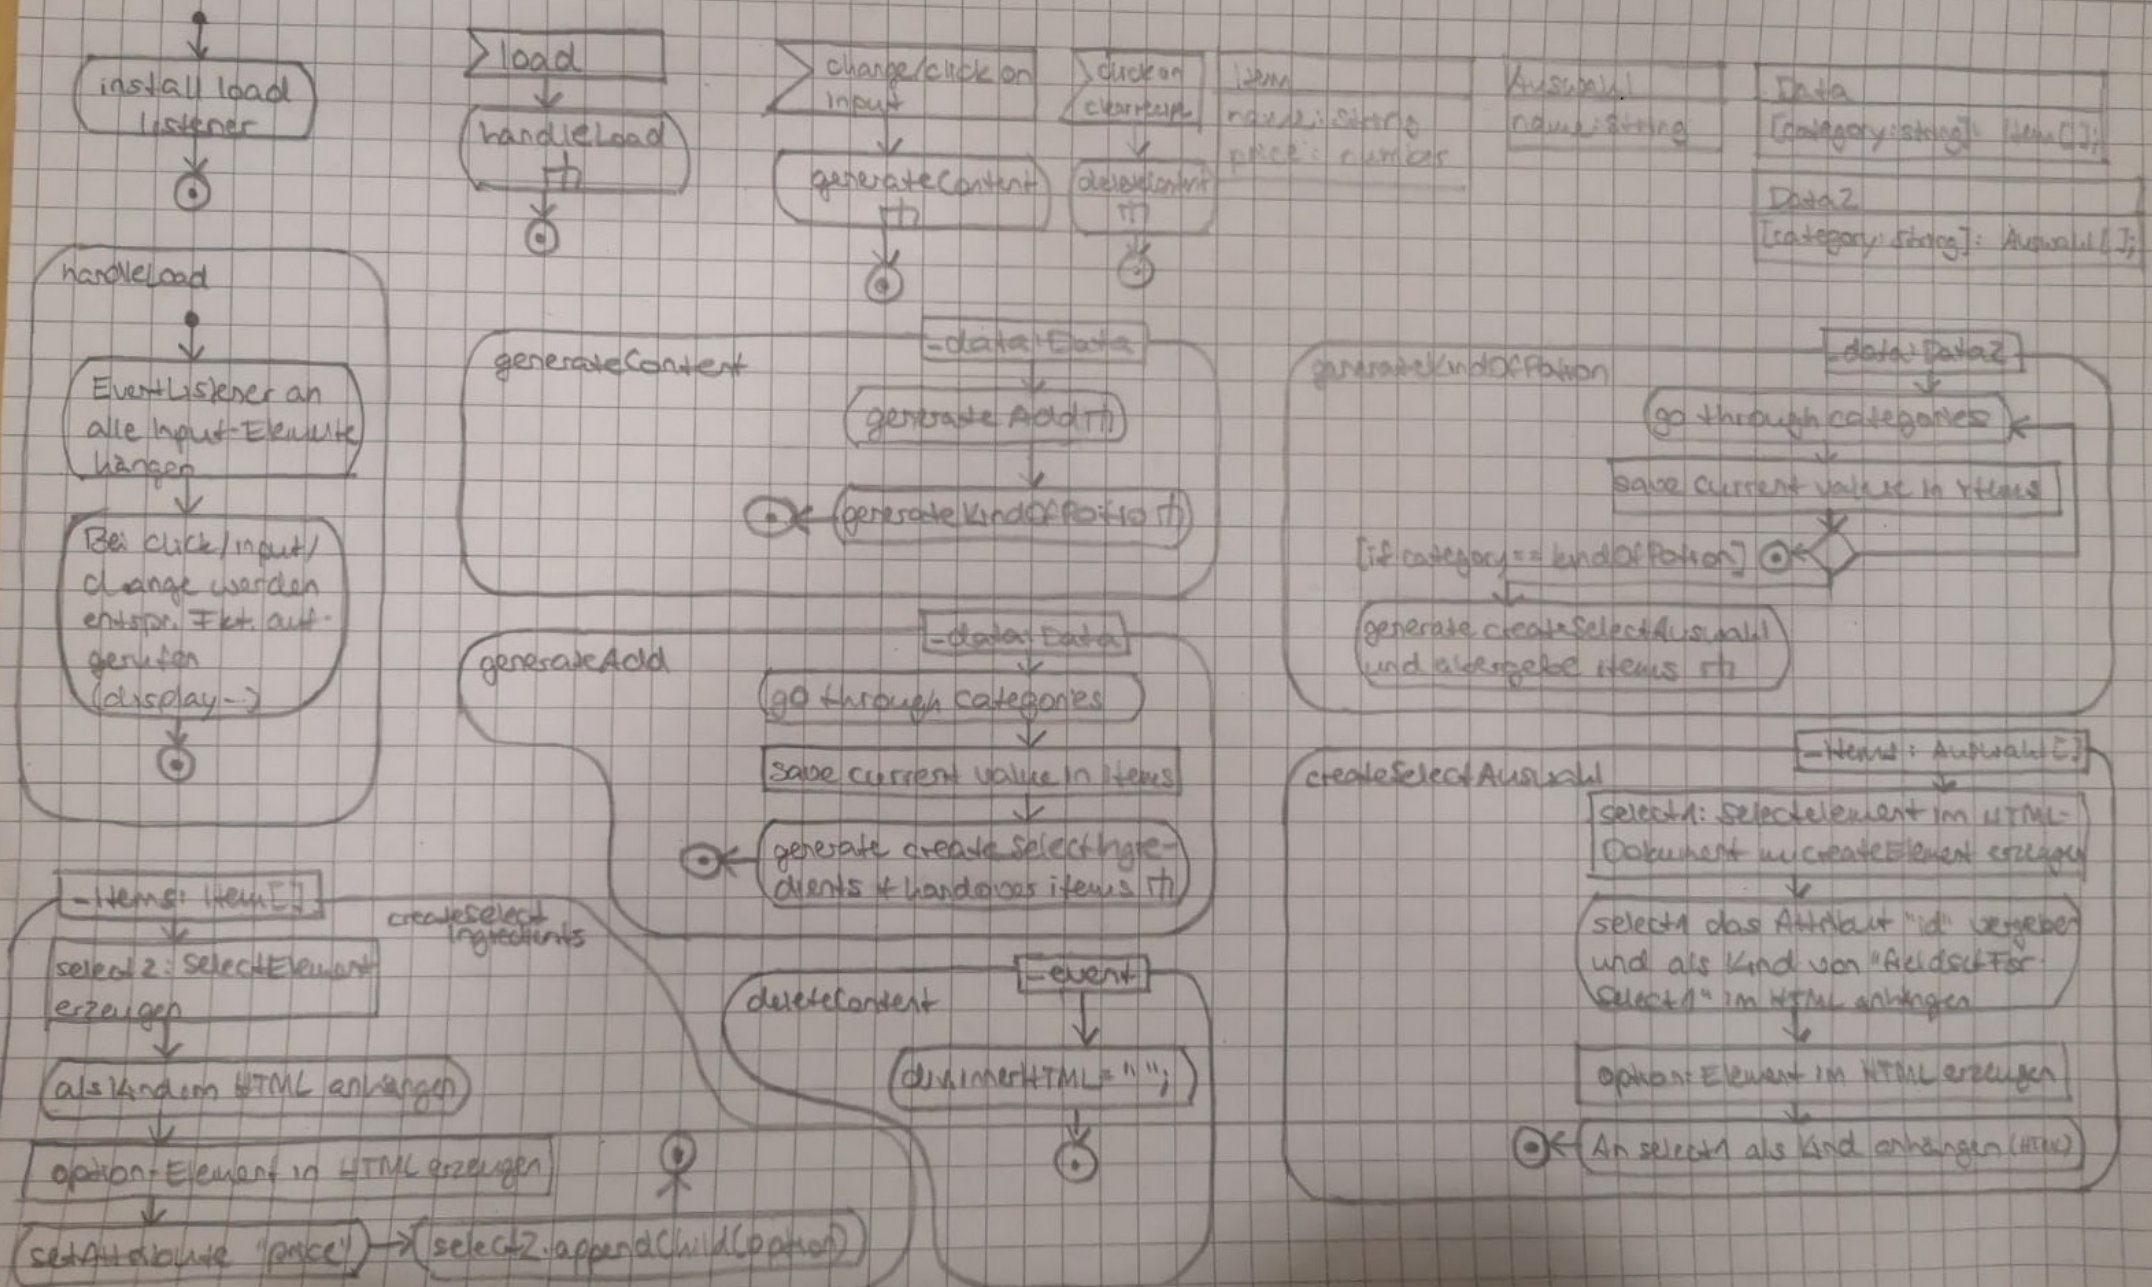 install load
listener
load
handleLoad
change/click on
input
generateContent
click on
deleteContent
Item
name: string
price: number
Auswahl
name: string
Data
[category: string]: Item[];
Data2
[category: string]: Auswahl[];
handleLoad
EventListener an
alle Input-Elemente
hängen
Bei click/input/
change werden
entspr. Fkt. auf-
gerufen
(display-)
generateContent
-data: Data
generateAdd
generateKindOfPotio
generateKindOfPotion
-data: Data2
go through categories
save current value in items
[if category == kindOfPotion]
generate createSelectAuswahl
und übergebe items
generateAdd
-data: Data
go through categories
save current value in items
generate create Select Ingre-
dients + handover items
createSelectAuswahl
-Items: Auswahl[]
select1: Selectelement im HTML-
Dokument createElement erzeugen
select1 das Attribut "id" vergeben
und als Kind von "fieldsetFor
Select1" im HTML anhängen
option: Element im HTML erzeugen
An select1 als Kind anhängen (HTML)
-Items: Item[]
createSelect
Ingredients
select2: SelectElement
erzeugen
als Kind om HTML anhängen
option: Element in HTML erzeugen
setAttribute "price"
select2.appendChild(option)
deleteContent
-event
div.innerHTML = "";